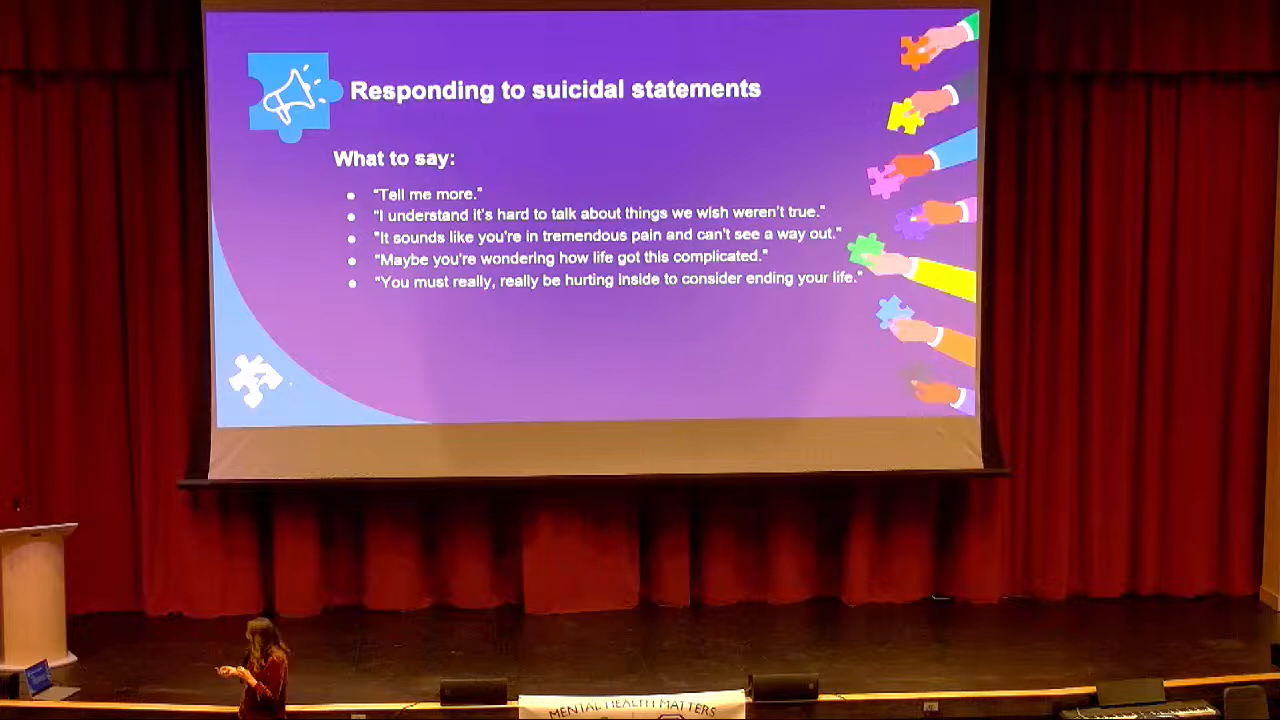 Responding to suicidal statements
What to say:
● "Tell me more."
● "I understand it's hard to talk about things we wish weren't true."
● "It sounds like you're in tremendous pain and can't see a way out."
● "Maybe you're wondering how life got this complicated."
● "You must really, really be hurting inside to consider ending your life."
MENTAL HEALTH MATTERS